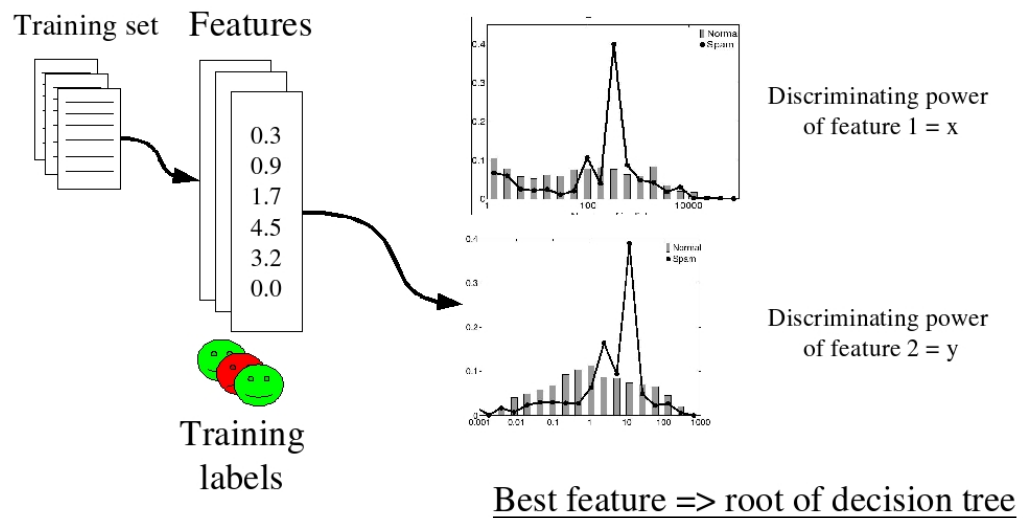 Training set
Features
0.3
0.9
1.7
4.5
3.2
0.0
Training
labels
0.4
0.3
0.2
0.1
0
1
100
10000
Normal
Spam
Discriminating power
of feature 1 = x
0.4
0.3
0.2
0.1
0
0.001
0.01
0.1
1
10
100
1000
Normal
Spam
Discriminating power
of feature 2 = y
Best feature => root of decision tree